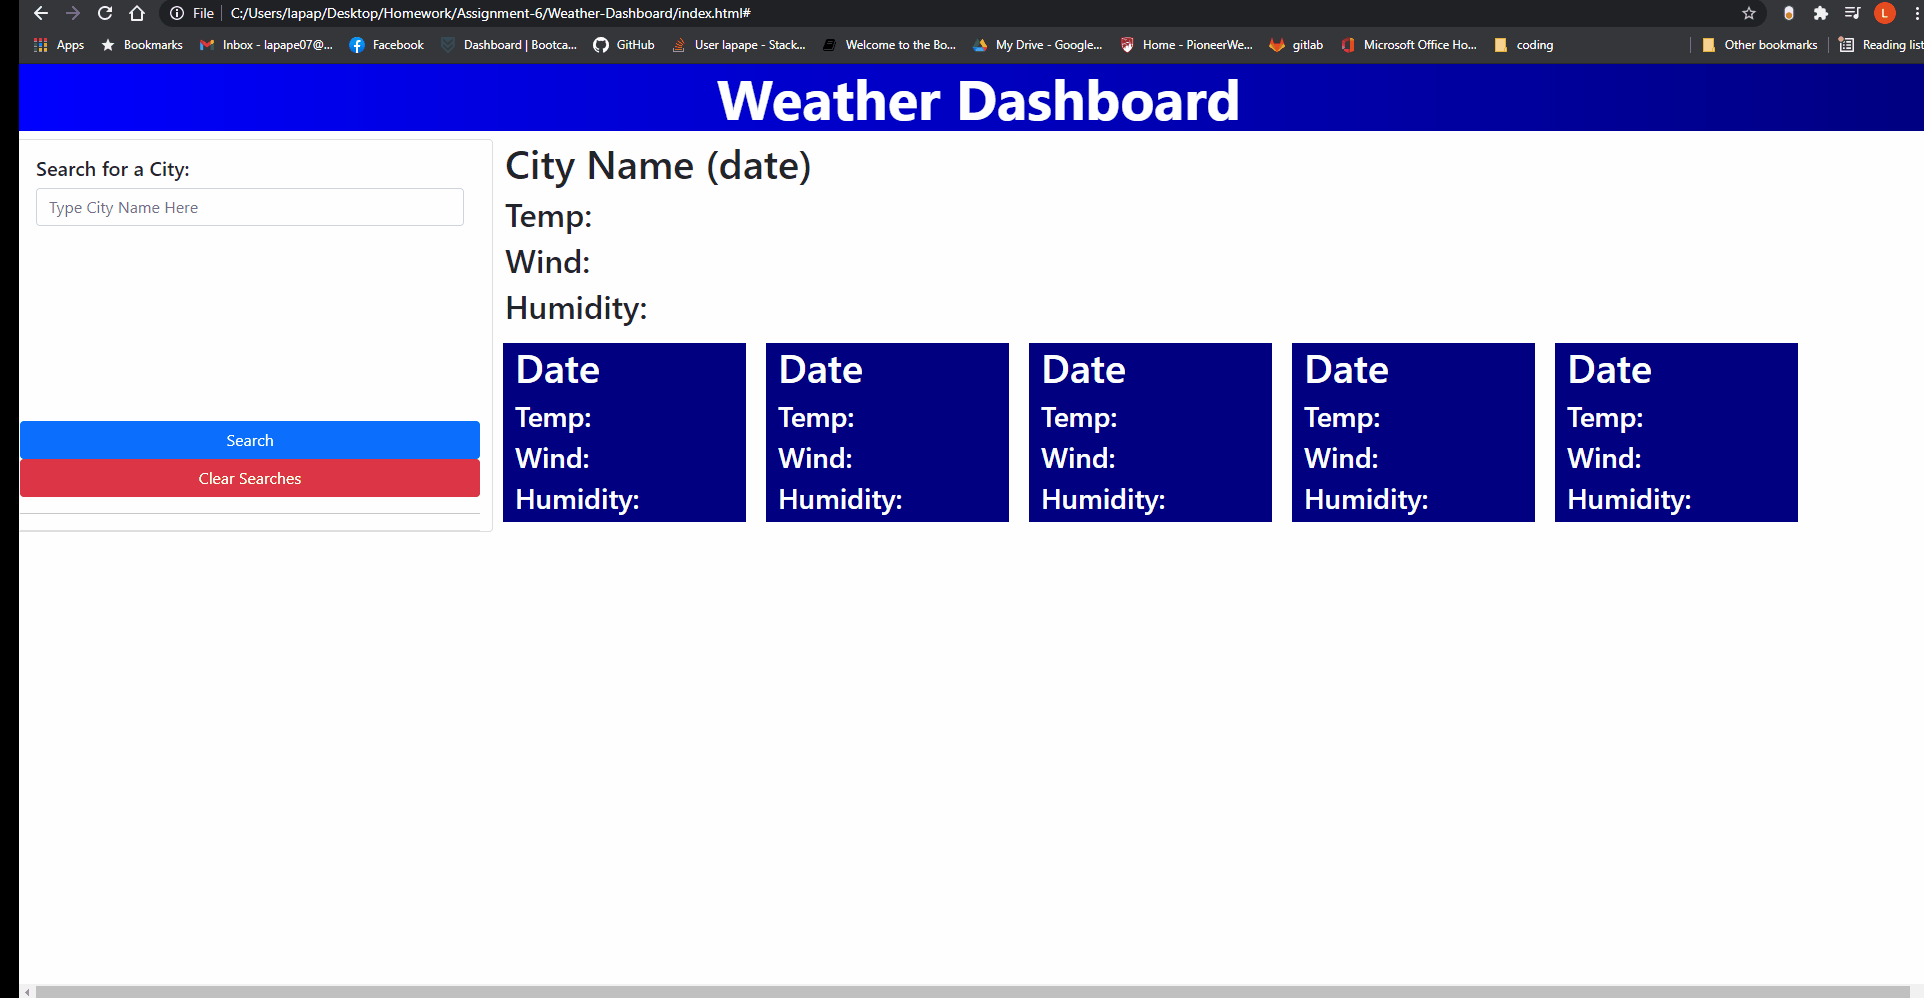 File C:/Users/lapap/Desktop/Homework/Assignment-6/Weather-Dashboard/index.html# L
Apps Bookmarks Inbox - lapape07@... Facebook Dashboard | Bootca... GitHub User lapape - Stack... Welcome to the Bo... My Drive - Google... Home - PioneerWe... gitlab Microsoft Office Ho... coding Other bookmarks Reading list
Weather Dashboard
Search for a City:
Type City Name Here
Search
Clear Searches
City Name (date)
Temp:
Wind:
Humidity:
Date
Temp:
Wind:
Humidity:
Date
Temp:
Wind:
Humidity:
Date
Temp:
Wind:
Humidity:
Date
Temp:
Wind:
Humidity:
Date
Temp:
Wind:
Humidity: